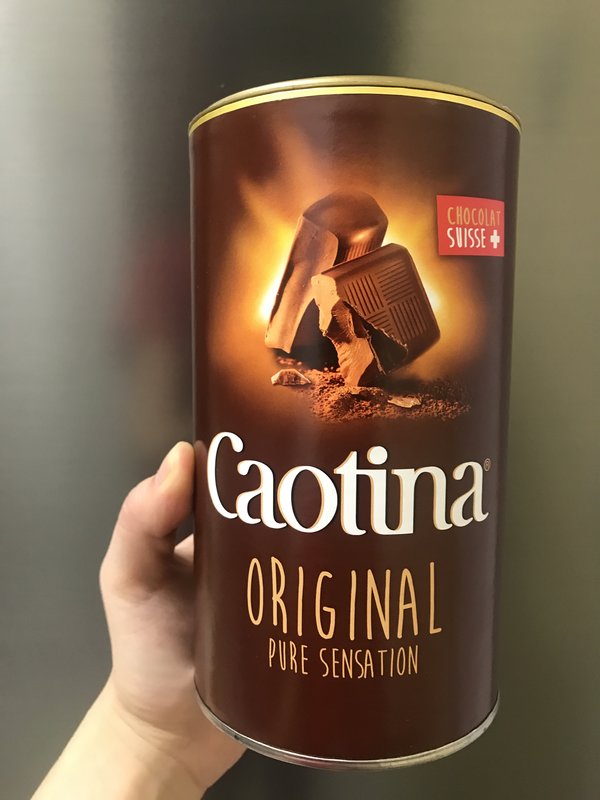 CHOCOLAT
SUISSE
Caotina®
ORIGINAL
PURE SENSATION